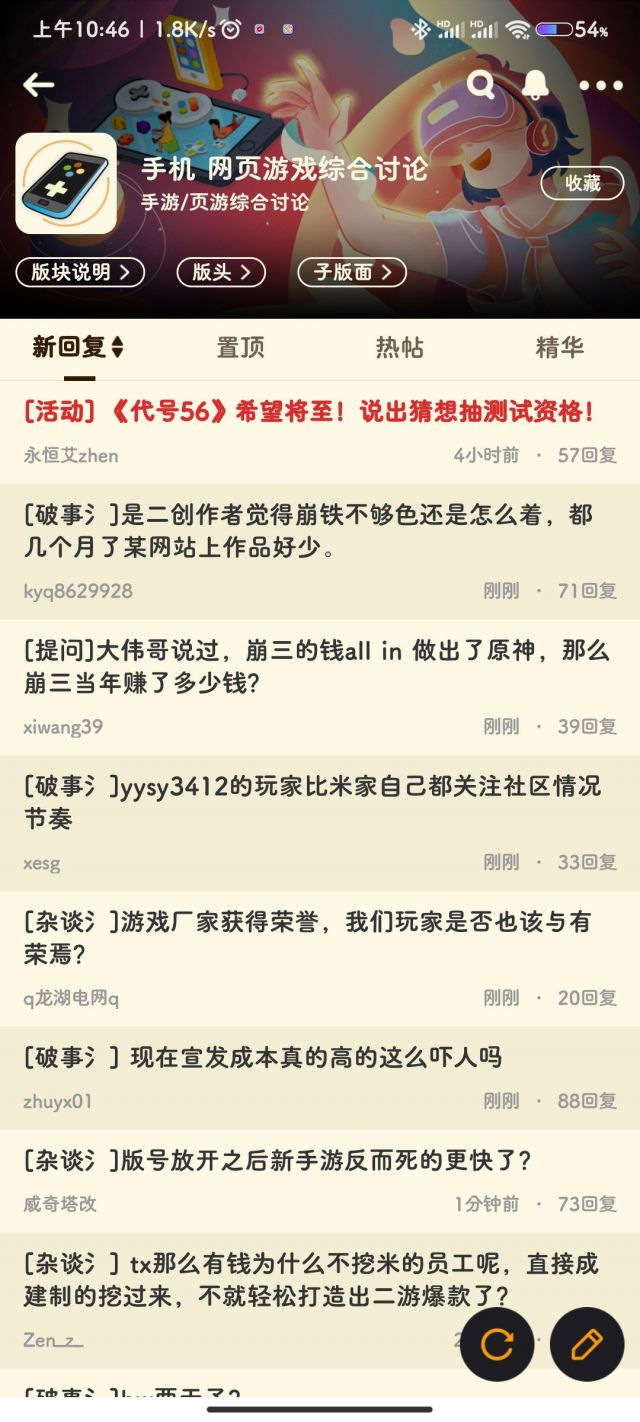 上午10:46 | 1.8K/s
HD HD 54%
手机 网页游戏综合讨论
手游/页游综合讨论
收藏
版块说明 版头 子版面
新回复 置顶 热帖 精华
[活动]《代号56》希望将至！说出猜想抽测试资格！
永恒艾zhen 4小时前 · 57回复
[破事氵]是二创作者觉得崩铁不够色还是怎么着，都
几个月了某网站上作品好少。
kyq8629928 刚刚 · 71回复
[提问]大伟哥说过，崩三的钱all in 做出了原神，那么
崩三当年赚了多少钱？
xiwang39 刚刚 · 39回复
[破事氵]yysy3412的玩家比米家自己都关注社区情况
节奏
xesg 刚刚 · 33回复
[杂谈氵]游戏厂家获得荣誉，我们玩家是否也该与有
荣焉？
q龙湖电网q 刚刚 · 20回复
[破事氵] 现在宣发成本真的高的这么吓人吗
zhuyx01 刚刚 · 88回复
[杂谈氵]版号放开之后新手游反而死的更快了？
威奇塔改 1分钟前 · 73回复
[杂谈氵] tx那么有钱为什么不挖米的员工呢，直接成
建制的挖过来，不就轻松打造出二游爆款了？
Zen_z_